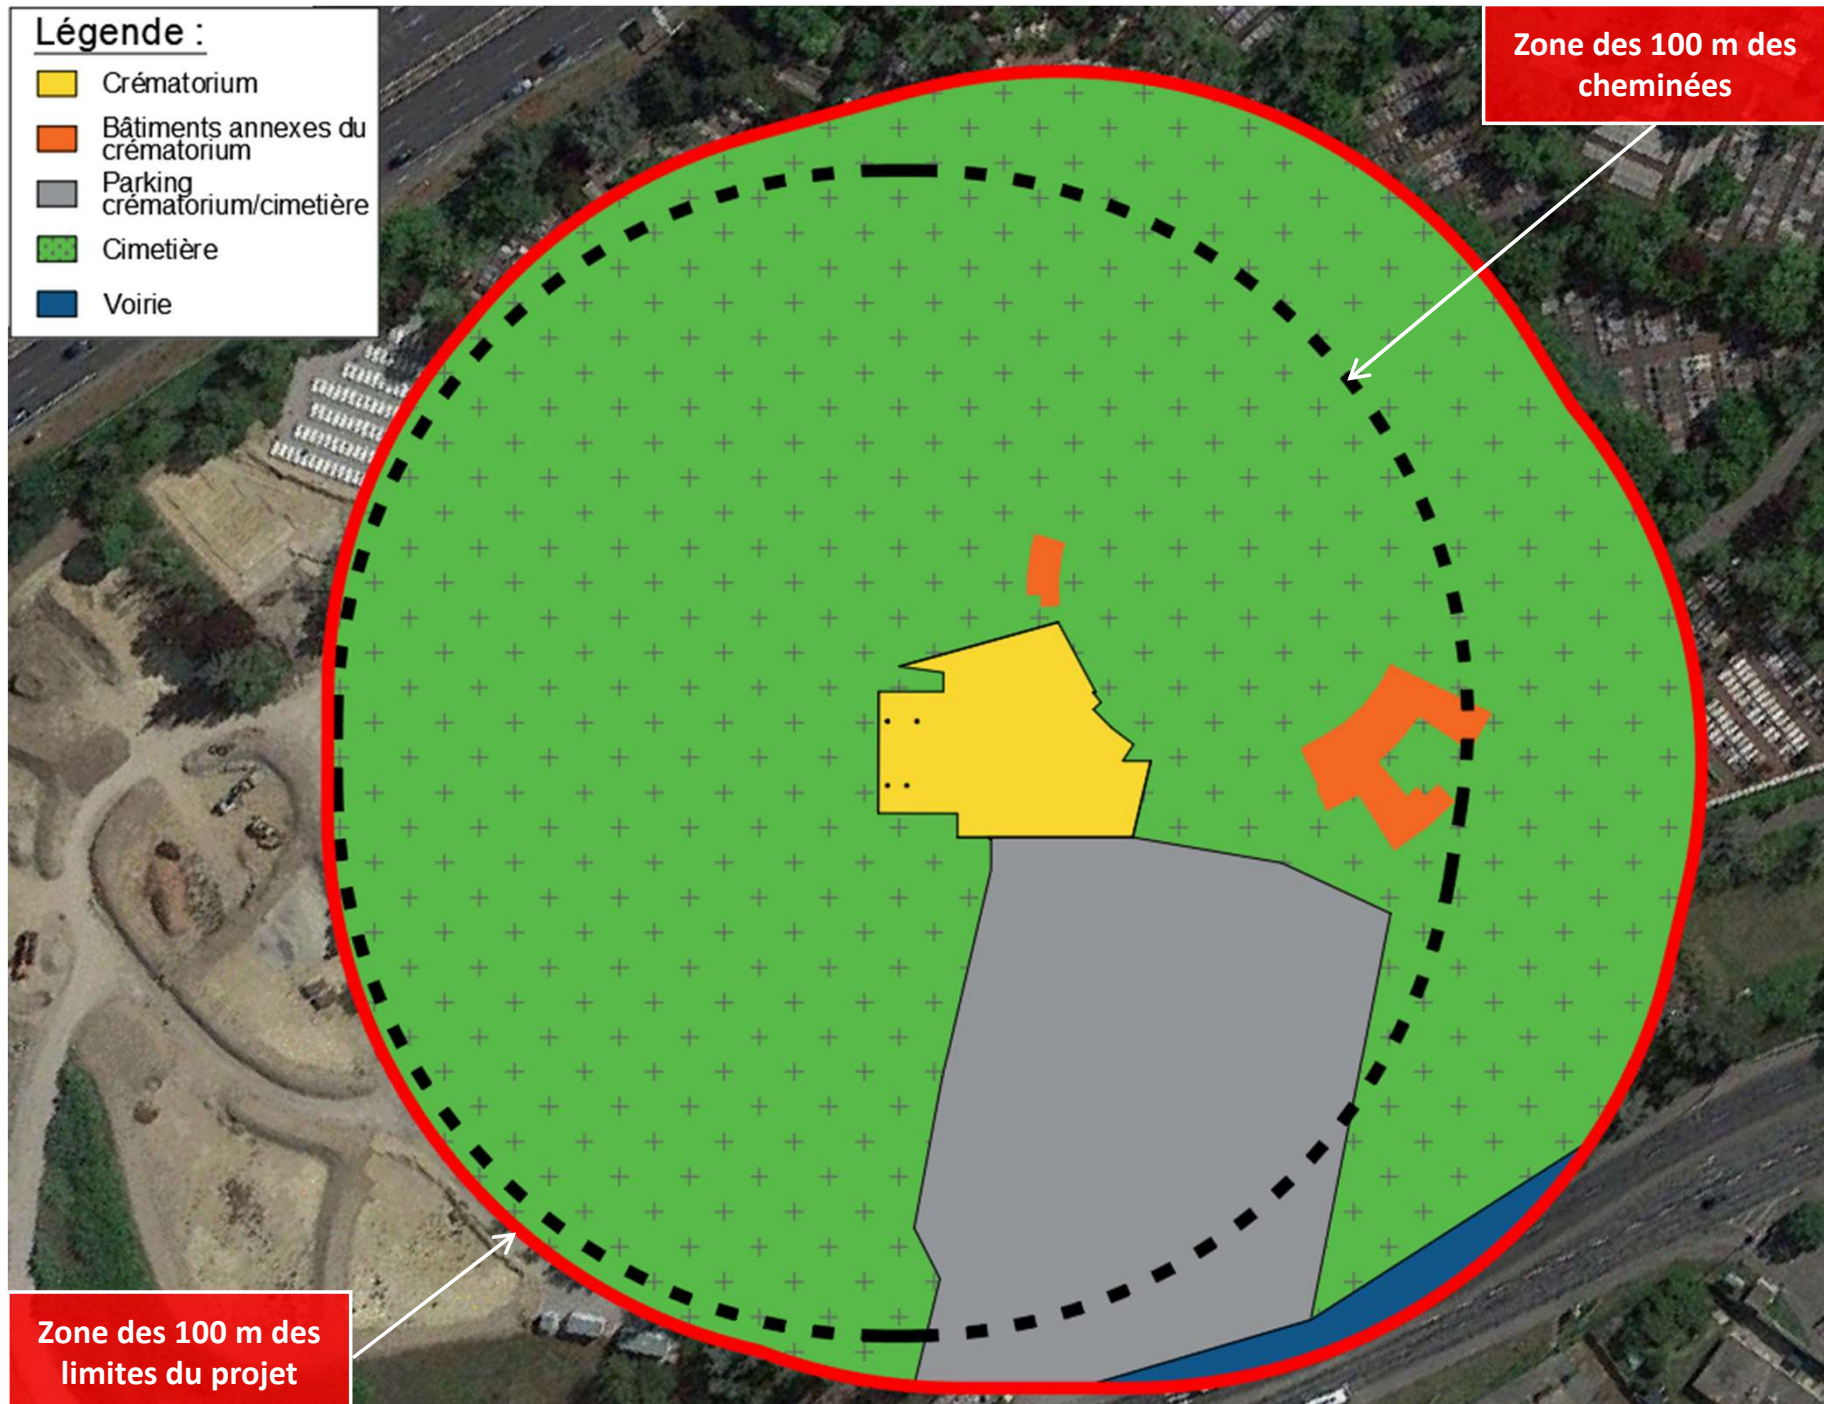 Légende :
Crématorium
Bâtiments annexes du
crématorium
Parking
crématorium/cimetière
Cimetière
Voirie
Zone des 100 m des
cheminées
Zone des 100 m des
limites du projet